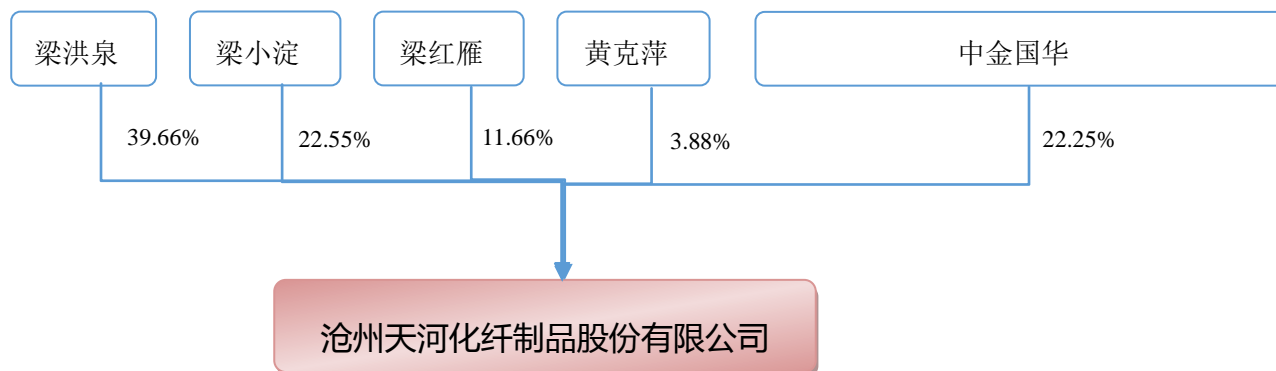 梁洪泉
梁小淀
梁红雁
黄克萍
中金国华
39.66%
22.55%
11.66%
3.88%
22.25%
沧州天河化纤制品股份有限公司